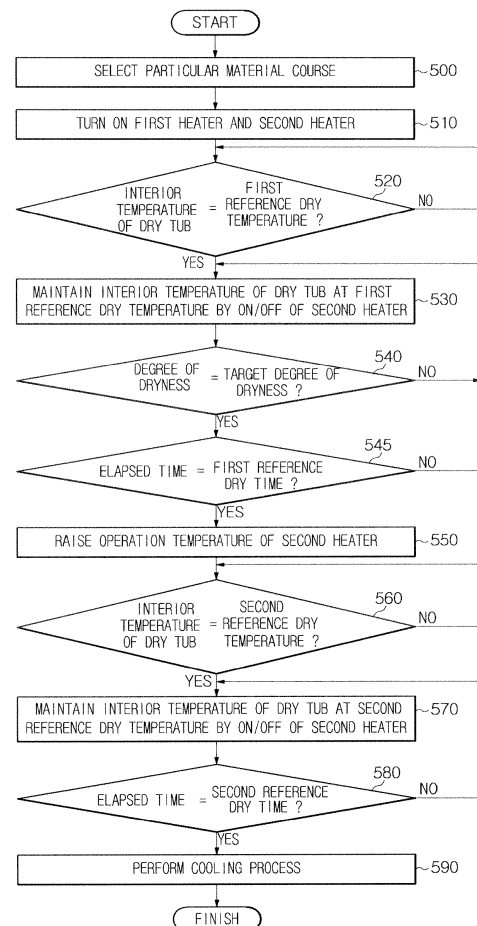 START
SELECT PARTICULAR MATERIAL COURSE
500
TURN ON FIRST HEATER AND SECOND HEATER
510
INTERIOR TEMPERATURE OF DRY TUB = FIRST REFERENCE DRY TEMPERATURE ?
520
NO
YES
MAINTAIN INTERIOR TEMPERATURE OF DRY TUB AT FIRST
REFERENCE DRY TEMPERATURE BY ON/OFF OF SECOND HEATER
530
DEGREE OF DRYNESS = TARGET DEGREE OF DRYNESS ?
540
NO
YES
ELAPSED TIME = FIRST REFERENCE DRY TIME ?
545
NO
YES
RAISE OPERATION TEMPERATURE OF SECOND HEATER
550
INTERIOR TEMPERATURE OF DRY TUB = SECOND REFERENCE DRY TEMPERATURE ?
560
NO
YES
MAINTAIN INTERIOR TEMPERATURE OF DRY TUB AT SECOND
REFERENCE DRY TEMPERATURE BY ON/OFF OF SECOND HEATER
570
ELAPSED TIME = SECOND REFERENCE DRY TIME ?
580
NO
YES
PERFORM COOLING PROCESS
590
FINISH